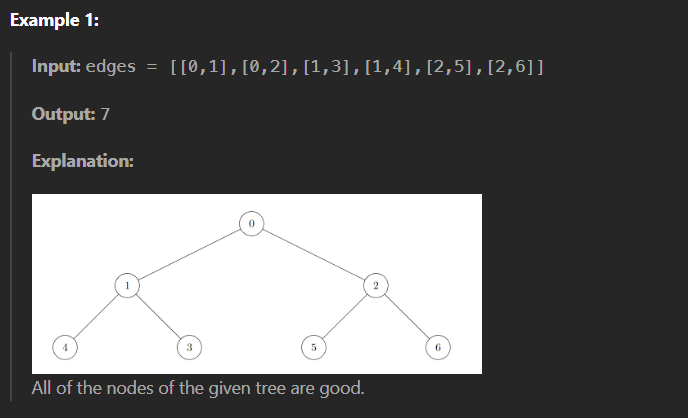 Example 1:
Input: edges = [[0,1],[0,2],[1,3],[1,4],[2,5],[2,6]]
Output: 7
Explanation:
0
1 2
4 3 5 6
All of the nodes of the given tree are good.